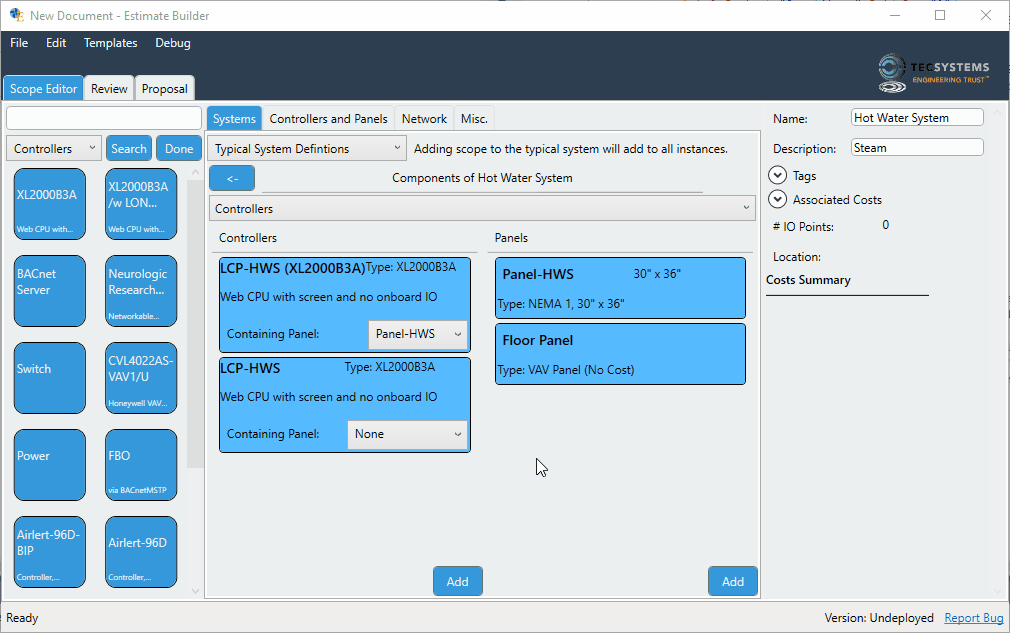 New Document - Estimate Builder
File Edit Templates Debug
TECSYSTEMS
ENGINEERING TRUST™
Scope Editor Review Proposal
Systems Controllers and Panels Network Misc.
Controllers Search Done
XL2000B3A
Web CPU with...
XL2000B3A
/w LON...
Web CPU with...
BACnet
Server
Neurologic
Research...
Networkable...
Switch
CVL4022AS-
VAV1/U
Honeywell VAV...
Power
FBO
via BACnetMSTP
Airlert-96D-
BIP
Controller,...
Airlert-96D
Controller,...
Typical System Defintions Adding scope to the typical system will add to all instances.
<- Components of Hot Water System
Controllers
Controllers
LCP-HWS (XL2000B3A) Type: XL2000B3A
Web CPU with screen and no onboard IO
Containing Panel: Panel-HWS
LCP-HWS Type: XL2000B3A
Web CPU with screen and no onboard IO
Containing Panel: None
Add
Panels
Panel-HWS 30" x 36"
Type: NEMA 1, 30" x 36"
Floor Panel
Type: VAV Panel (No Cost)
Add
Name: Hot Water System
Description: Steam
Tags
Associated Costs
# IO Points: 0
Location:
Costs Summary
Ready Version: Undeployed Report Bug